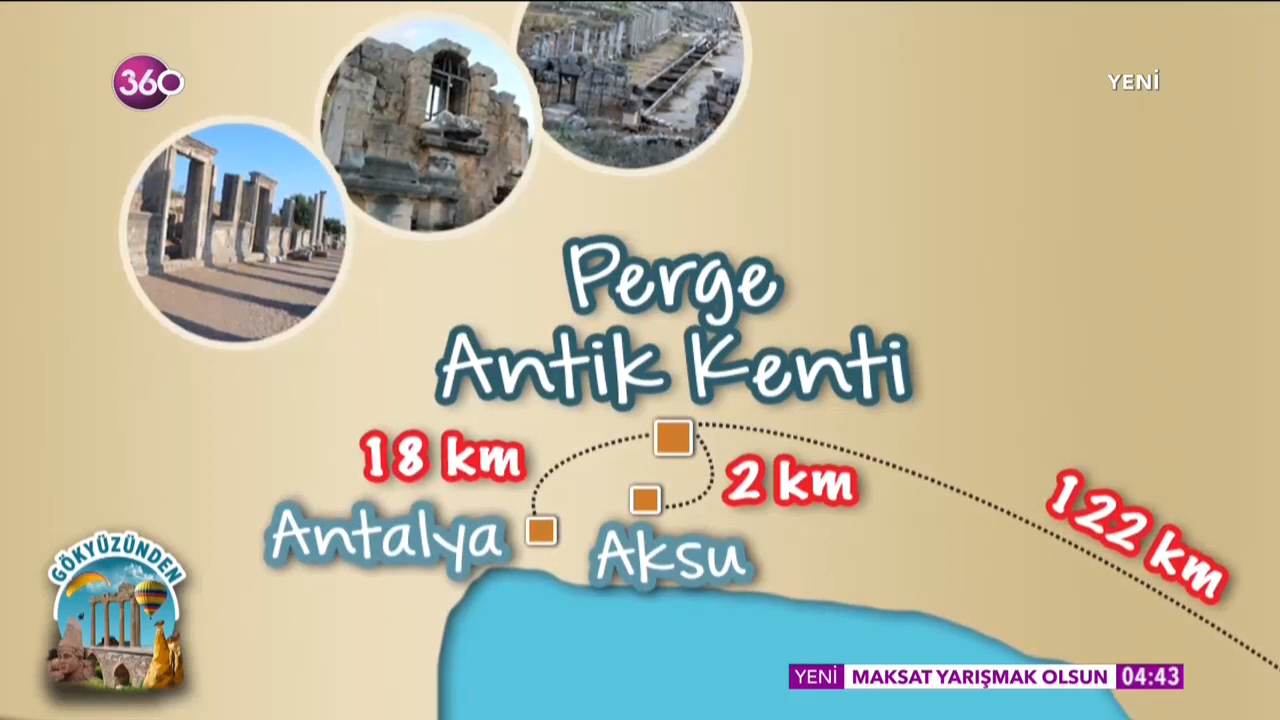 360
YENİ
Perge
Antik Kenti
18 km
2 km
122 km
Antalya
Aksu
GÖKYÜZÜNDEN
YENİ MAKSAT YARIŞMAK OLSUN 04:43